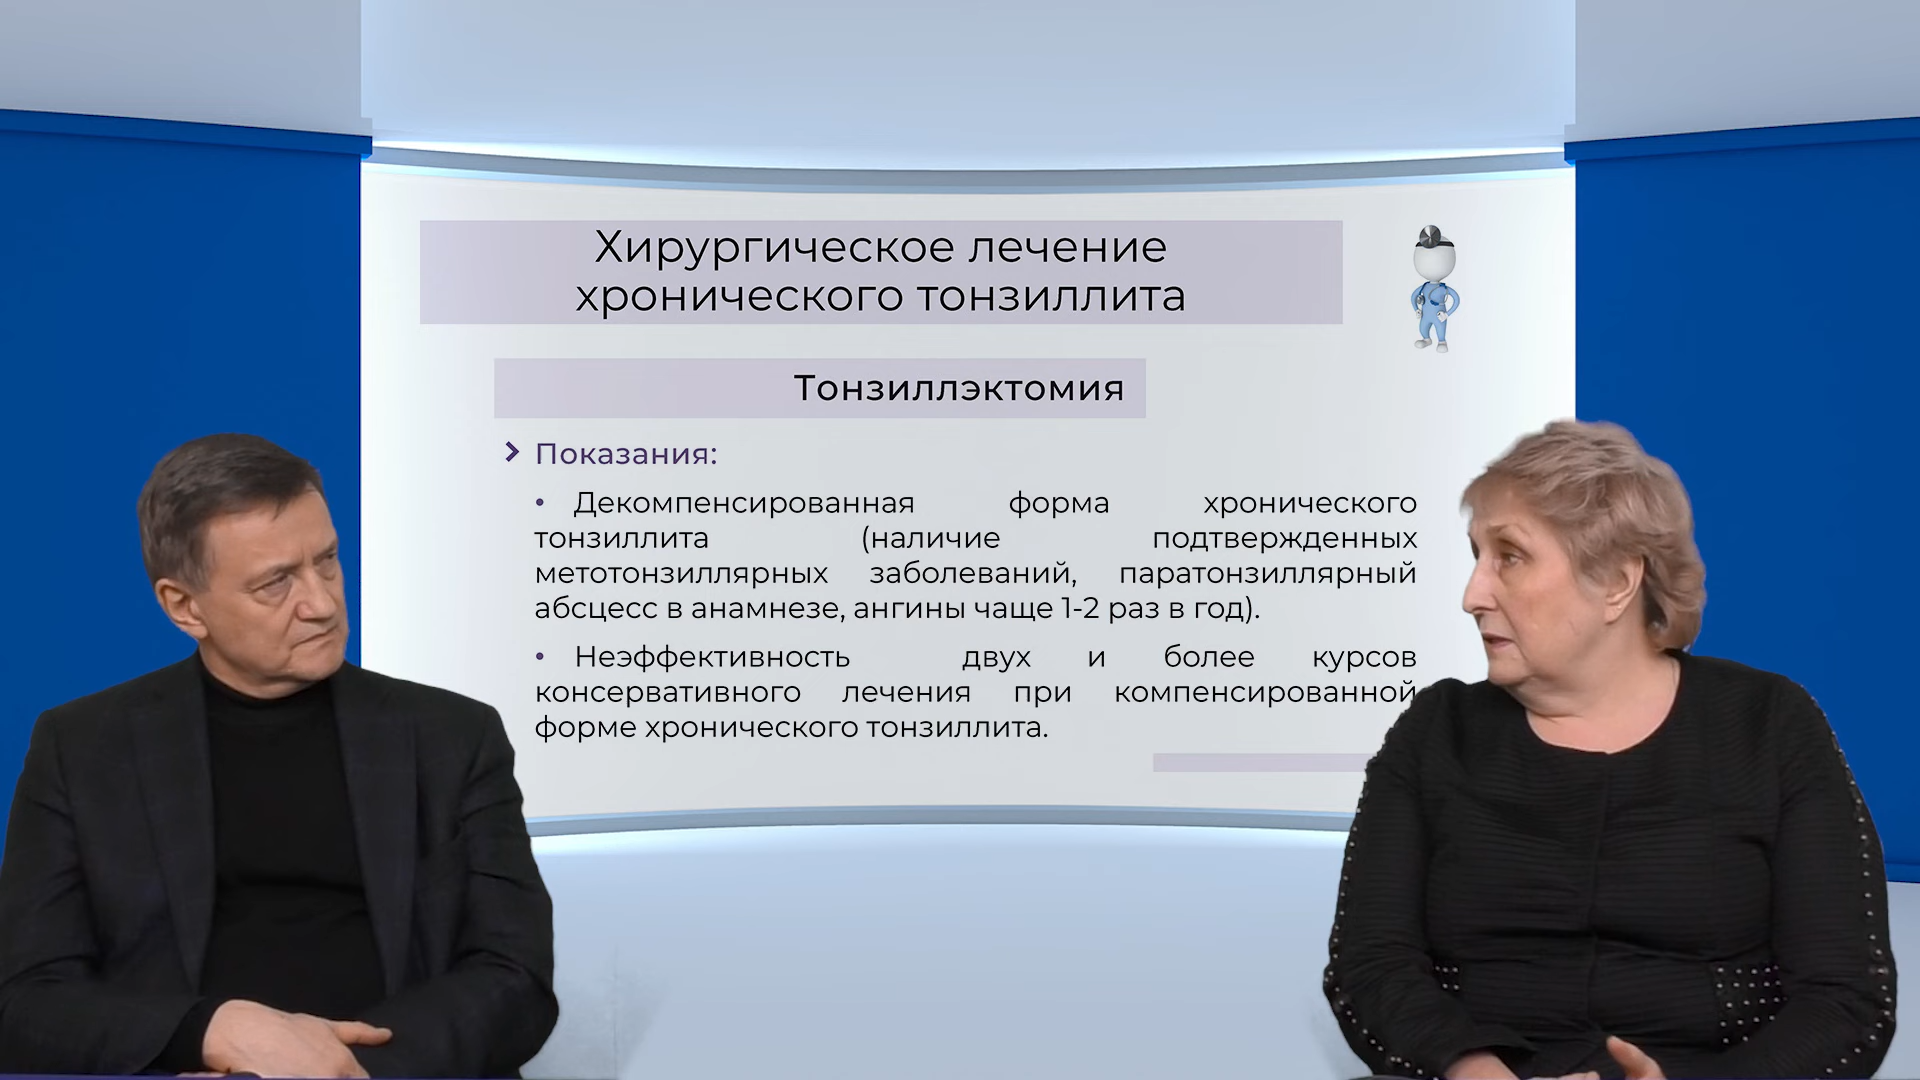 Хирургическое лечение
хронического тонзиллита
Тонзиллэктомия
Показания:
• Декомпенсированная форма хронического
тонзиллита (наличие подтвержденных
метотонзиллярных заболеваний, паратонзиллярный
абсцесс в анамнезе, ангины чаще 1-2 раз в год).
• Неэффективность двух и более курсов
консервативного лечения при компенсированной
форме хронического тонзиллита.